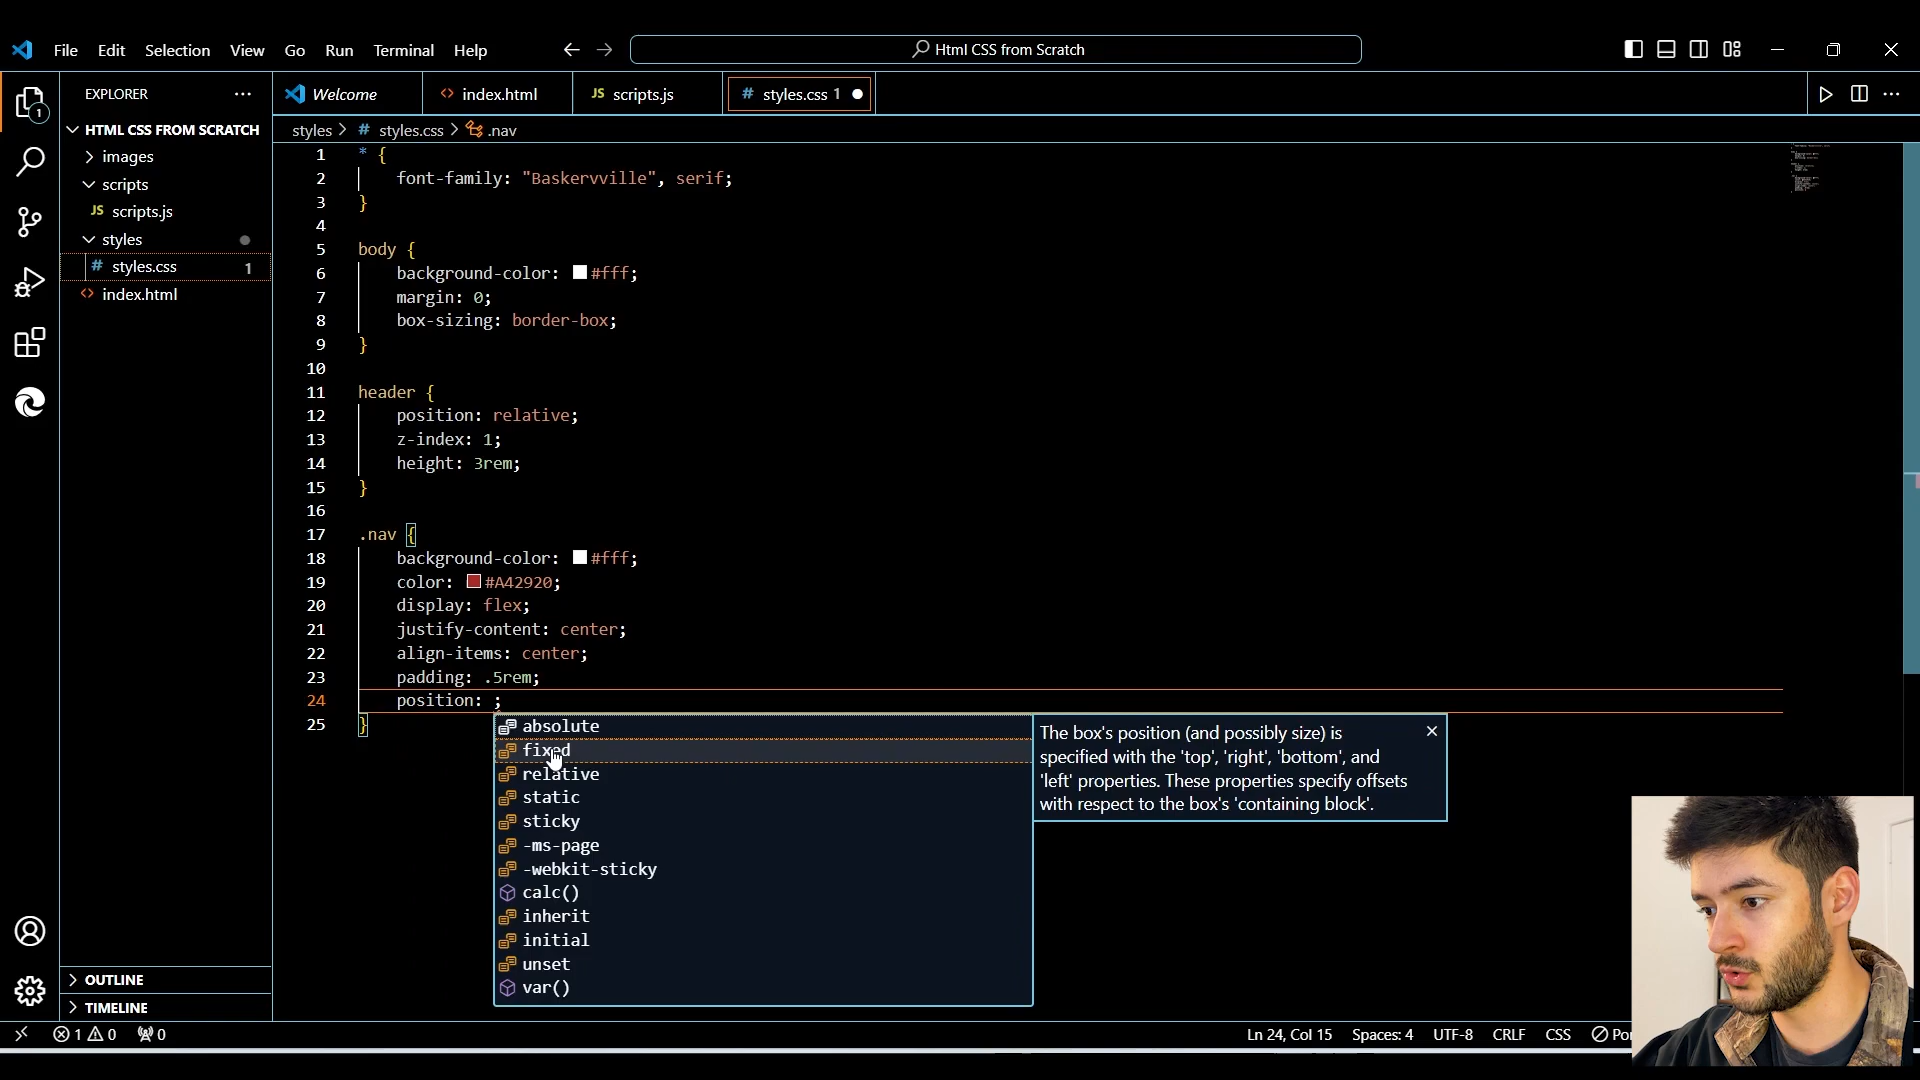 File Edit Selection View Go Run Terminal Help
Html CSS from Scratch
EXPLORER
Welcome
index.html
JS scripts.js
# styles.css 1
HTML CSS FROM SCRATCH
images
scripts
JS scripts.js
styles
# styles.css 1
index.html
1
styles > # styles.css > .nav
1 * {
2 font-family: "Baskervville", serif;
3 }
4
5 body {
6 background-color: #fff;
7 margin: 0;
8 box-sizing: border-box;
9 }
10
11 header {
12 position: relative;
13 z-index: 1;
14 height: 3rem;
15 }
16
17 .nav {
18 background-color: #fff;
19 color: #A42920;
20 display: flex;
21 justify-content: center;
22 align-items: center;
23 padding: .5rem;
24 position: ;
25 }
absolute
fixed
relative
static
sticky
-ms-page
-webkit-sticky
calc()
inherit
initial
unset
var()
The box's position (and possibly size) is
specified with the 'top', 'right', 'bottom', and
'left' properties. These properties specify offsets
with respect to the box's 'containing block'.
OUTLINE
TIMELINE
1 0 0
Ln 24, Col 15 Spaces: 4 UTF-8 CRLF CSS